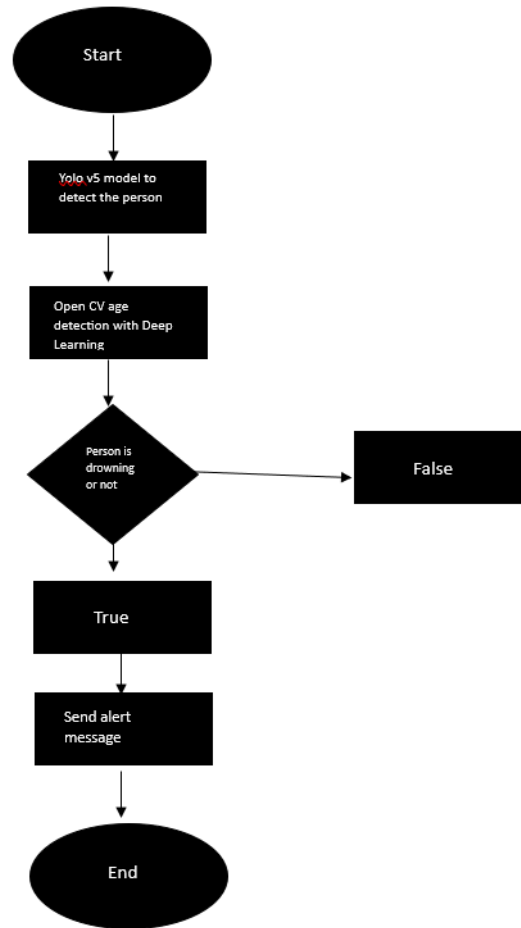 Start
Yolo v5 model to
detect the person
Open CV age
detection with Deep
Learning
Person is
drowning
or not
False
True
Send alert
message
End